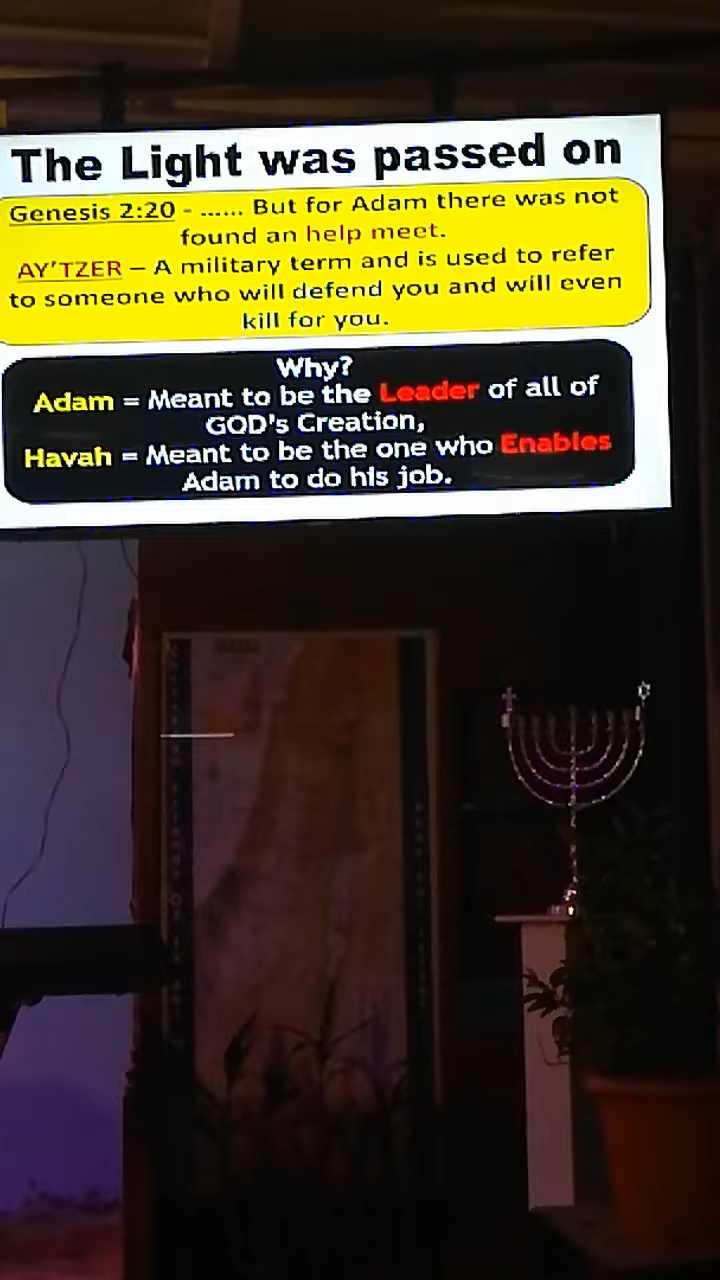 The Light was passed on
Genesis 2:20 - ...... But for Adam there was not
found an help meet.
AY'TZER – A military term and is used to refer
to someone who will defend you and will even
kill for you.
Why?
Adam = Meant to be the Leader of all of
GOD's Creation,
Havah = Meant to be the one who Enables
Adam to do his job.